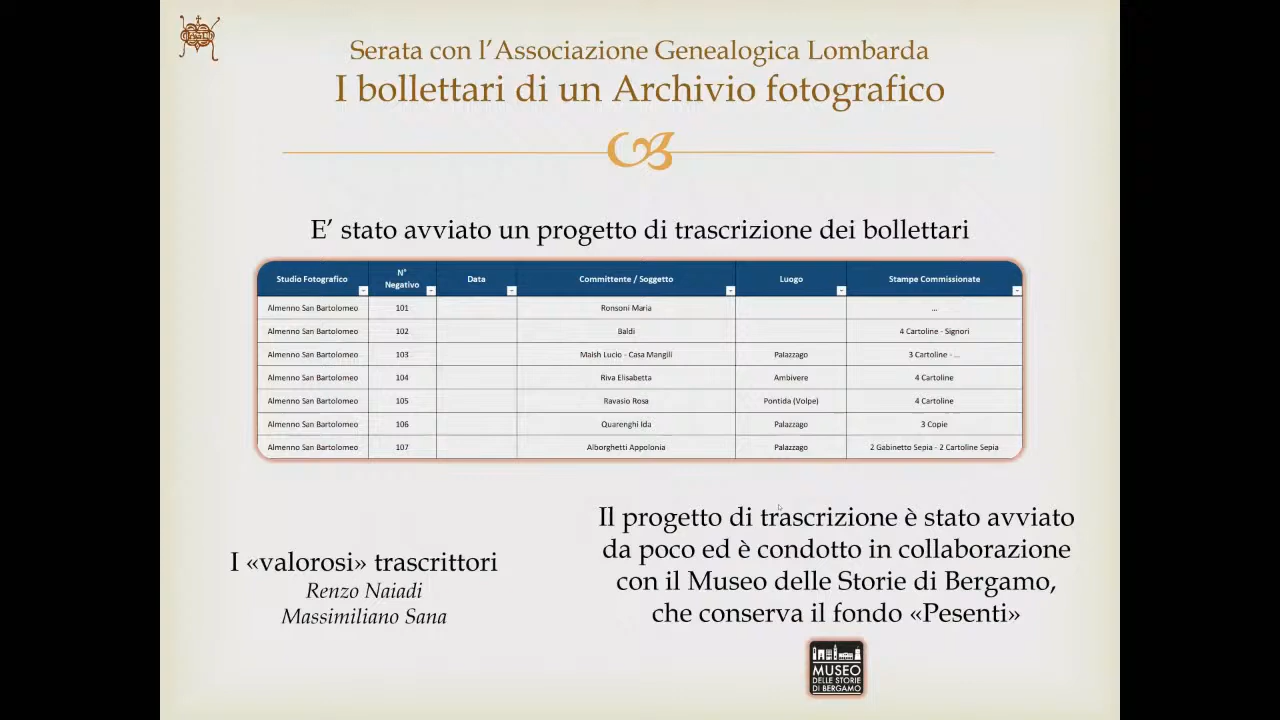 Serata con l’Associazione Genealogica Lombarda
I bollettari di un Archivio fotografico
E’ stato avviato un progetto di trascrizione dei bollettari
Studio Fotografico N° Negativo Data Committente / Soggetto Luogo Stampe Commissionate
Almenno San Bartolomeo 101 Ronsoni Maria ...
Almenno San Bartolomeo 102 Baldi 4 Cartoline - Signori
Almenno San Bartolomeo 103 Maish Lucio - Casa Mangili Palazzago 3 Cartoline - ...
Almenno San Bartolomeo 104 Riva Elisabetta Ambivere 4 Cartoline
Almenno San Bartolomeo 105 Ravasio Rosa Pontida (Volpe) 4 Cartoline
Almenno San Bartolomeo 106 Quarenghi Ida Palazzago 3 Copie
Almenno San Bartolomeo 107 Alborghetti Appolonia Palazzago 2 Gabinetto Sepia - 2 Cartoline Sepia
I «valorosi» trascrittori
Renzo Naiadi
Massimiliano Sana
Il progetto di trascrizione è stato avviato
da poco ed è condotto in collaborazione
con il Museo delle Storie di Bergamo,
che conserva il fondo «Pesenti»
MUSEO
DELLE STORIE
DI BERGAMO